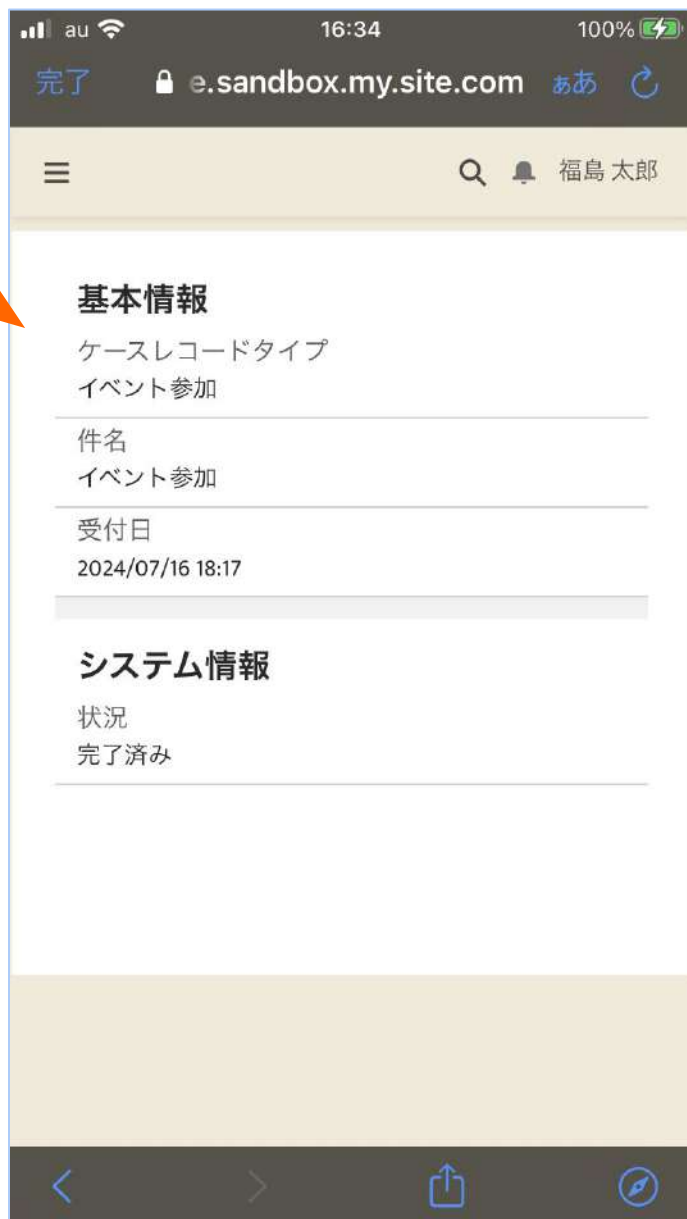 au 16:34 100%
完了 e.sandbox.my.site.com ぁあ
福島 太郎
基本情報
ケースレコードタイプ
イベント参加
件名
イベント参加
受付日
2024/07/16 18:17
システム情報
状況
完了済み